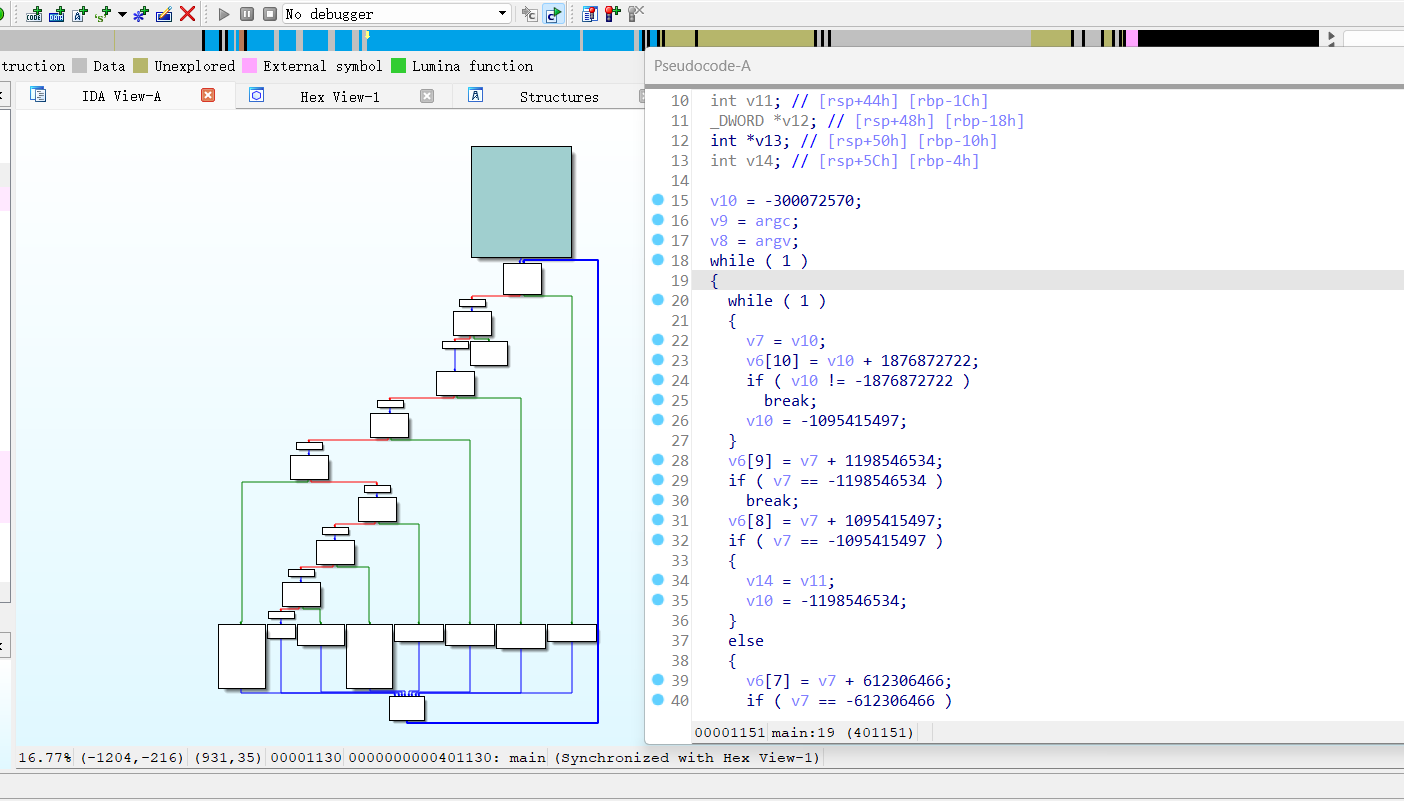 No debugger
truction Data Unexplored External symbol Lumina function
IDA View-A Hex View-1 Structures
Pseudocode-A
10 int v11; // [rsp+44h] [rbp-1Ch]
11 _DWORD *v12; // [rsp+48h] [rbp-18h]
12 int *v13; // [rsp+50h] [rbp-10h]
13 int v14; // [rsp+5Ch] [rbp-4h]
14
15 v10 = -300072570;
16 v9 = argc;
17 v8 = argv;
18 while ( 1 )
19 {
20 while ( 1 )
21 {
22 v7 = v10;
23 v6[10] = v10 + 1876872722;
24 if ( v10 != -1876872722 )
25 break;
26 v10 = -1095415497;
27 }
28 v6[9] = v7 + 1198546534;
29 if ( v7 == -1198546534 )
30 break;
31 v6[8] = v7 + 1095415497;
32 if ( v7 == -1095415497 )
33 {
34 v14 = v11;
35 v10 = -1198546534;
36 }
37 else
38 {
39 v6[7] = v7 + 612306466;
40 if ( v7 == -612306466 )
00001151 main:19 (401151)
16.77% (-1204,-216) (931,35) 00001130 0000000000401130: main (Synchronized with Hex View-1)